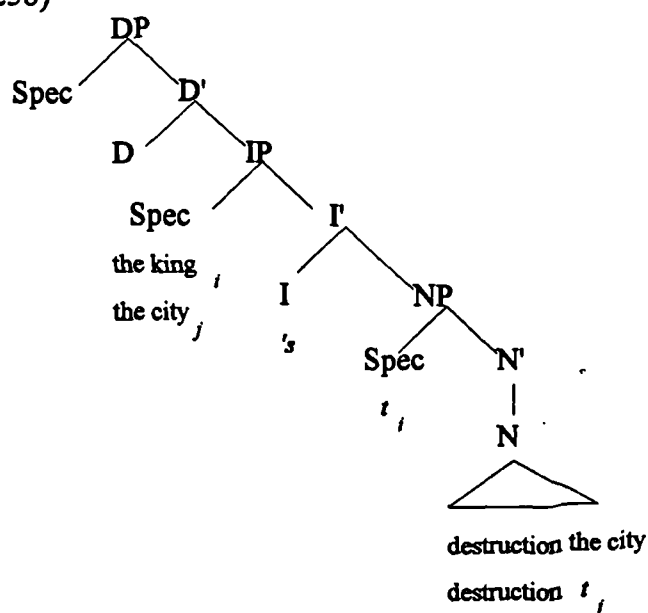 DP
Spec D'
D IP
Spec I'
the king i
the city j
I NP
's
Spec N'
t i
N
destruction the city
destruction t j